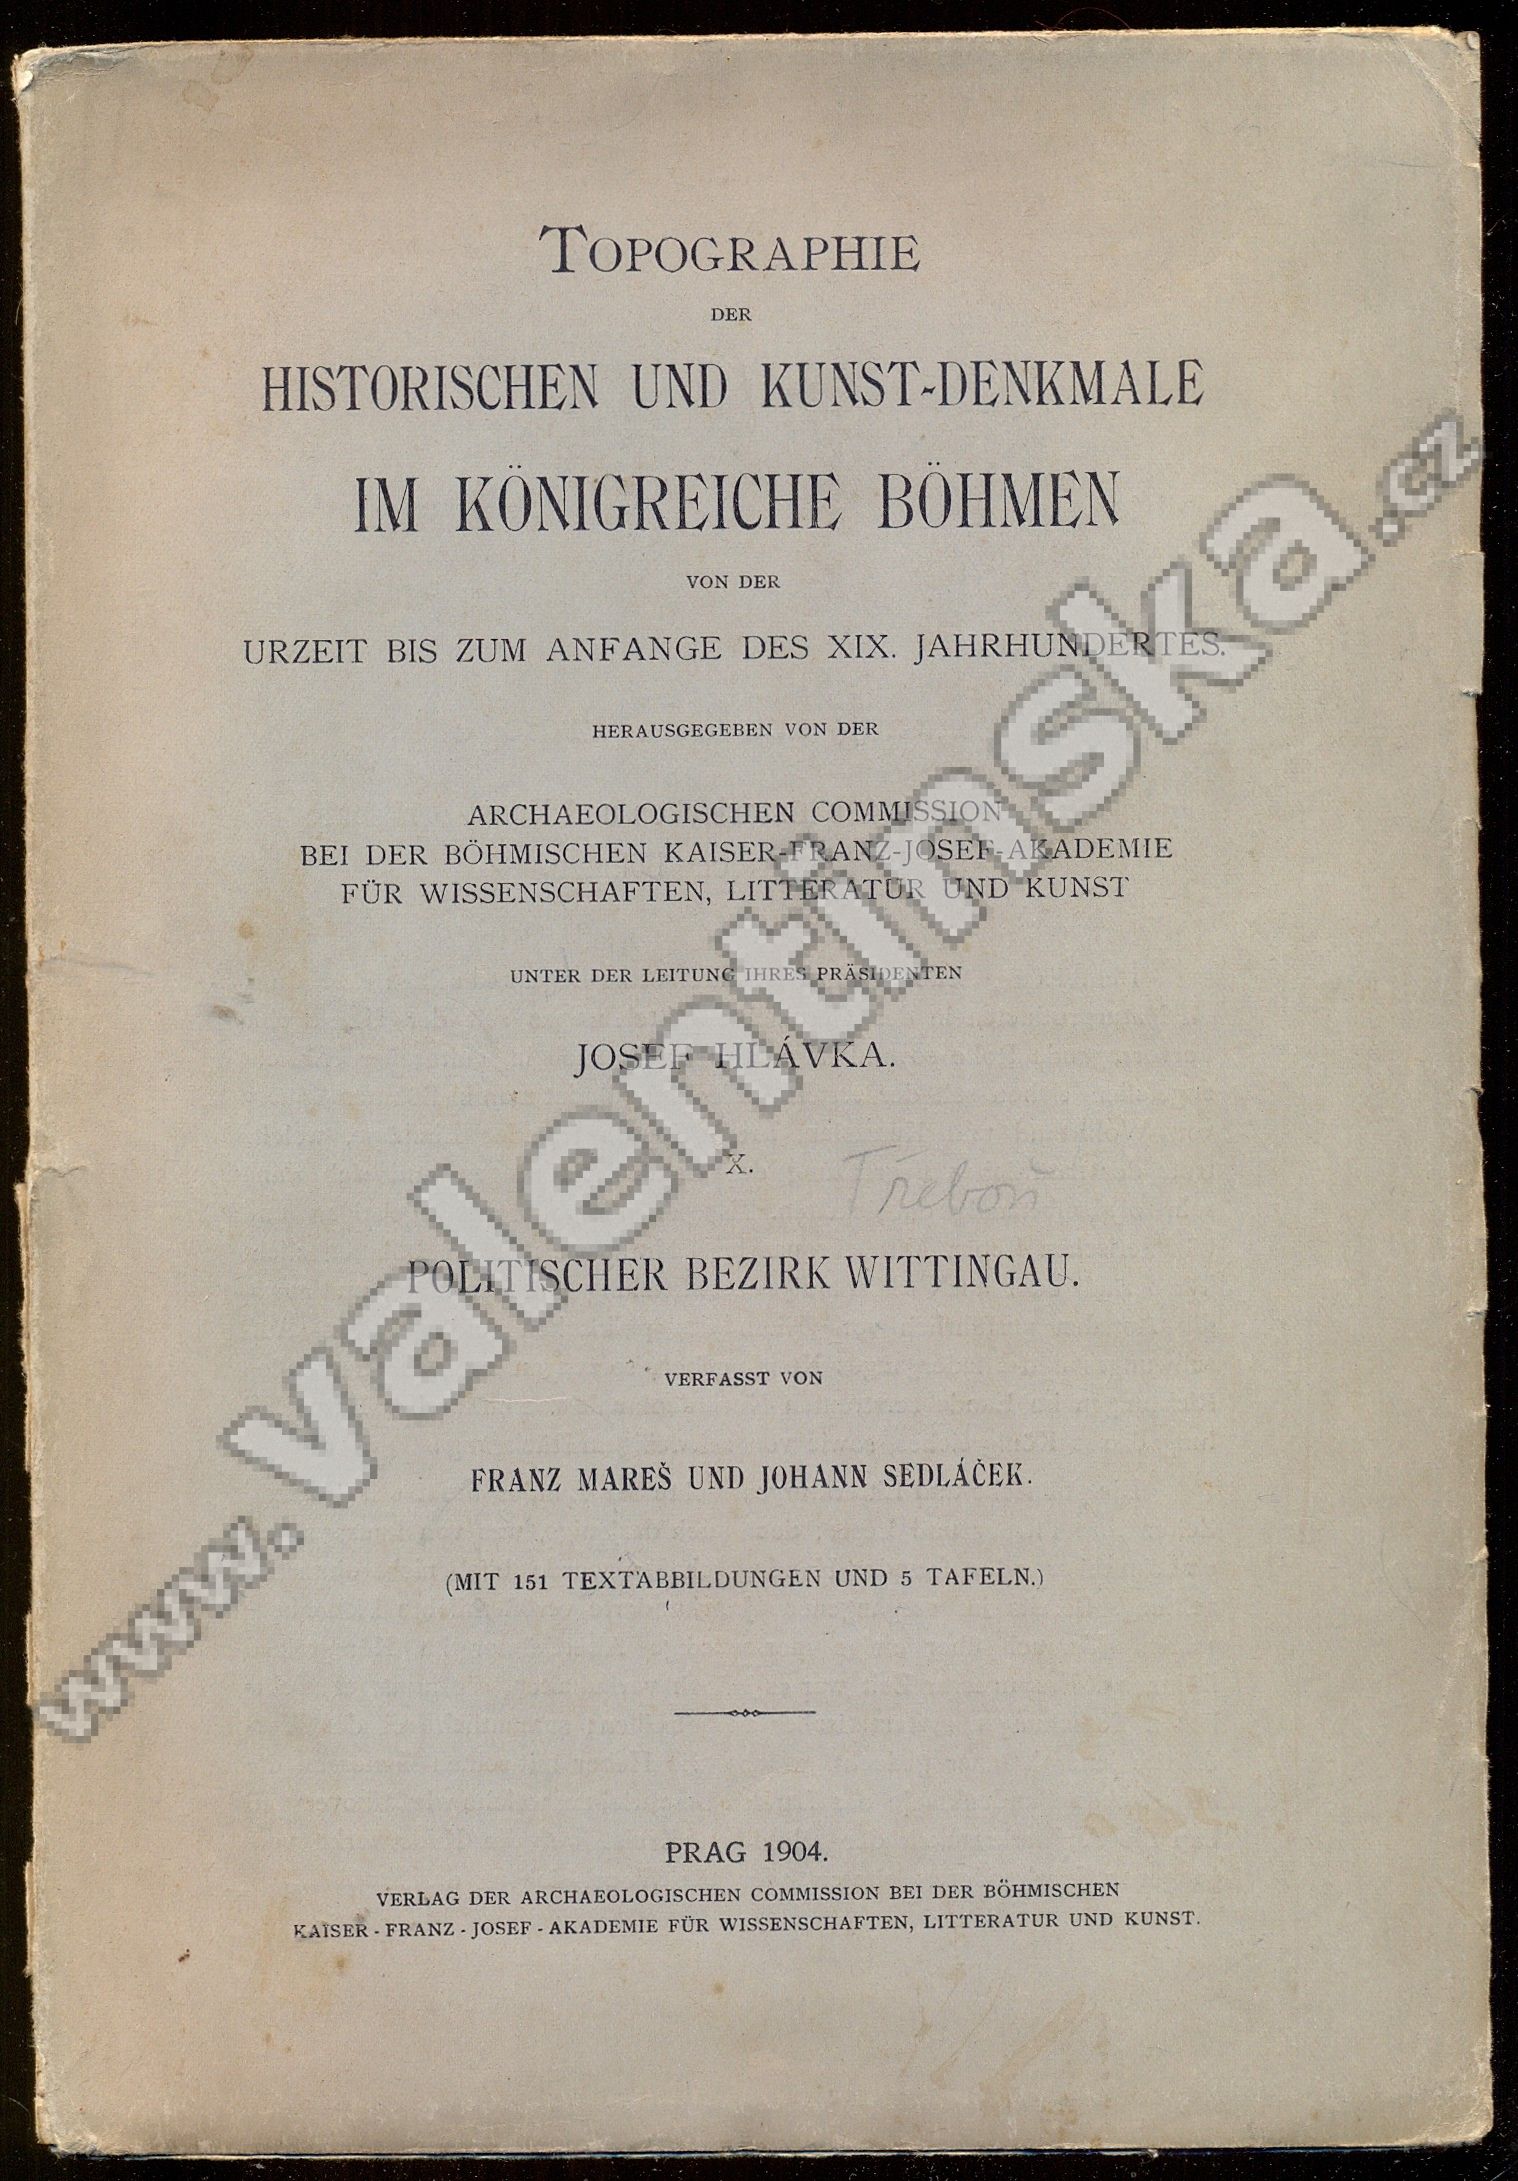 TOPOGRAPHIE
DER
HISTORISCHEN UND KUNST-DENKMALE
IM KÖNIGREICHE BÖHMEN
VON DER
URZEIT BIS ZUM ANFANGE DES XIX. JAHRHUNDERTES.
HERAUSGEGEBEN VON DER
ARCHAEOLOGISCHEN COMMISSION
BEI DER BÖHMISCHEN KAISER-FRANZ-JOSEF-AKADEMIE
FÜR WISSENSCHAFTEN, LITTERATUR UND KUNST
UNTER DER LEITUNG IHRES PRÄSIDENTEN
JOSEF HLÁVKA.
X.
Třeboň
POLITISCHER BEZIRK WITTINGAU.
VERFASST VON
FRANZ MAREŠ UND JOHANN SEDLÁČEK.
(MIT 151 TEXTABBILDUNGEN UND 5 TAFELN.)
PRAG 1904.
VERLAG DER ARCHAEOLOGISCHEN COMMISSION BEI DER BÖHMISCHEN
KAISER-FRANZ-JOSEF-AKADEMIE FÜR WISSENSCHAFTEN, LITTERATUR UND KUNST.
www.valentinska.cz